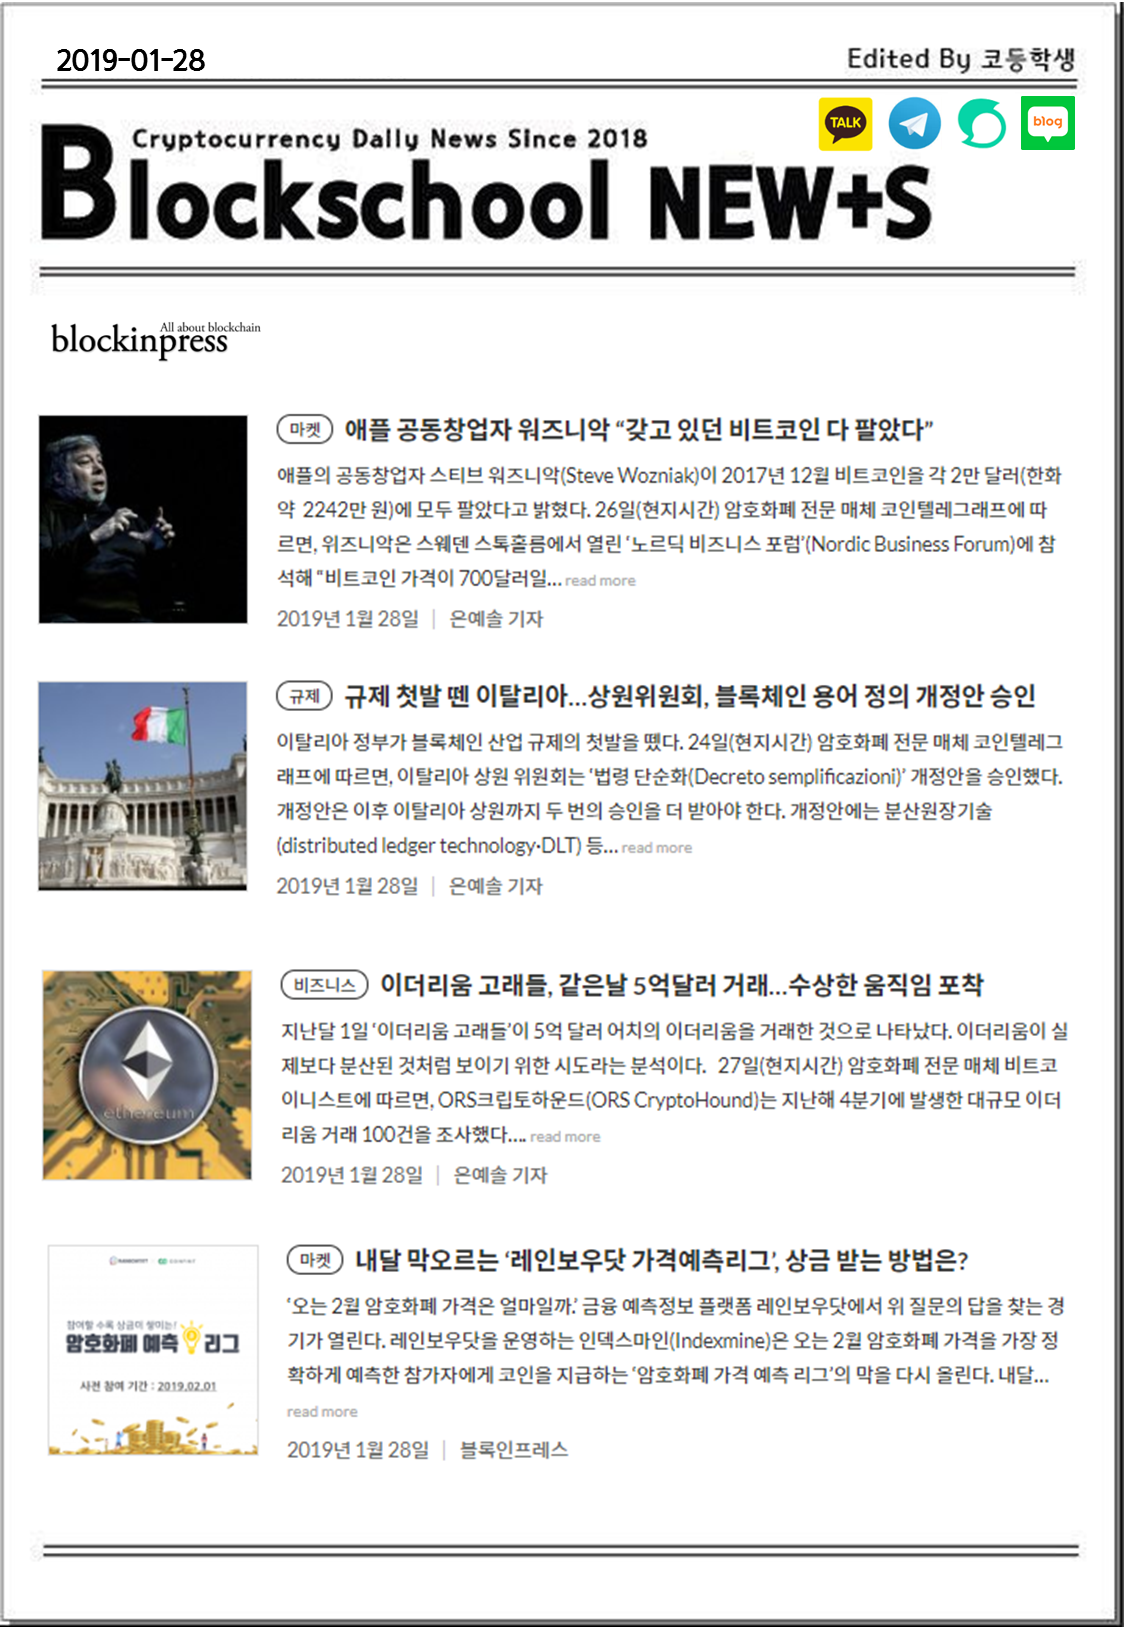 2019-01-28
Edited By 코등학생
TALK
blog
Cryptocurrency Daily News Since 2018
Blockschool NEW+S
All about blockchain
blockinpress
마켓 애플 공동창업자 워즈니악 “갖고 있던 비트코인 다 팔았다”
애플의 공동창업자 스티브 워즈니악(Steve Wozniak)이 2017년 12월 비트코인을 각 2만 달러(한화
약 2242만 원)에 모두 팔았다고 밝혔다. 26일(현지시간) 암호화폐 전문 매체 코인텔레그래프에 따
르면, 위즈니악은 스웨덴 스톡홀름에서 열린 ‘노르딕 비즈니스 포럼’(Nordic Business Forum)에 참
석해 “비트코인 가격이 700달러일... read more
2019년 1월 28일 | 은예솔 기자
규제 규제 첫발 뗀 이탈리아...상원위원회, 블록체인 용어 정의 개정안 승인
이탈리아 정부가 블록체인 산업 규제의 첫발을 뗐다. 24일(현지시간) 암호화폐 전문 매체 코인텔레그
래프에 따르면, 이탈리아 상원 위원회는 ‘법령 단순화(Decreto semplificazioni)’ 개정안을 승인했다.
개정안은 이후 이탈리아 상원까지 두 번의 승인을 더 받아야 한다. 개정안에는 분산원장기술
(distributed ledger technology·DLT) 등... read more
2019년 1월 28일 | 은예솔 기자
비즈니스 이더리움 고래들, 같은날 5억달러 거래...수상한 움직임 포착
지난달 1일 ‘이더리움 고래들’이 5억 달러 어치의 이더리움을 거래한 것으로 나타났다. 이더리움이 실
제보다 분산된 것처럼 보이기 위한 시도라는 분석이다. 27일(현지시간) 암호화폐 전문 매체 비트코
이니스트에 따르면, ORS크립토하운드(ORS CryptoHound)는 지난해 4분기에 발생한 대규모 이더
리움 거래 100건을 조사했다.... read more
2019년 1월 28일 | 은예솔 기자
ethereum
마켓 내달 막오르는 ‘레인보우닷 가격예측리그’, 상금 받는 방법은?
‘오는 2월 암호화폐 가격은 얼마일까.’ 금융 예측정보 플랫폼 레인보우닷에서 위 질문의 답을 찾는 경
기가 열린다. 레인보우닷을 운영하는 인덱스마인(Indexmine)은 오는 2월 암호화폐 가격을 가장 정
확하게 예측한 참가자에게 코인을 지급하는 ‘암호화폐 가격 예측 리그’의 막을 다시 올린다. 내달...
read more
2019년 1월 28일 | 블록인프레스
참여할 수록 상금이 쌓이는!
암호화폐 예측 리그
사전 참여 기간 : 2019.02.01